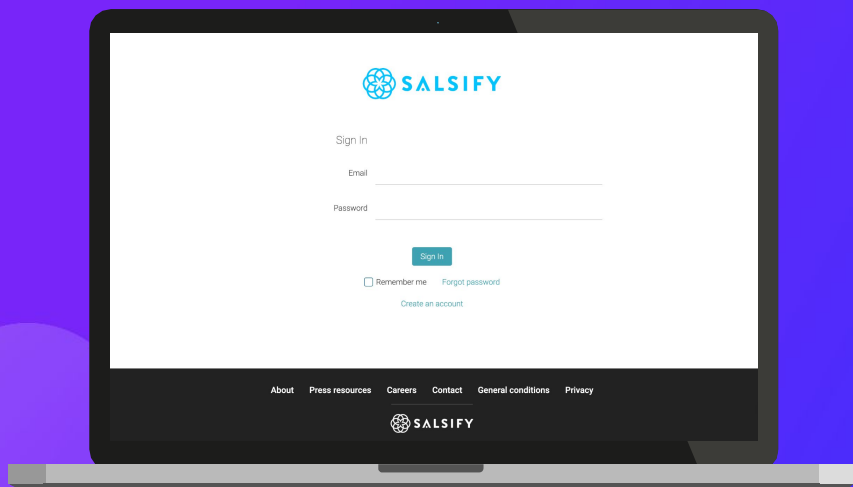 SALSIFY
Sign In
Email
Password
Sign In
Remember me Forgot password
Create an account
About Press resources Careers Contact General conditions Privacy
SALSIFY